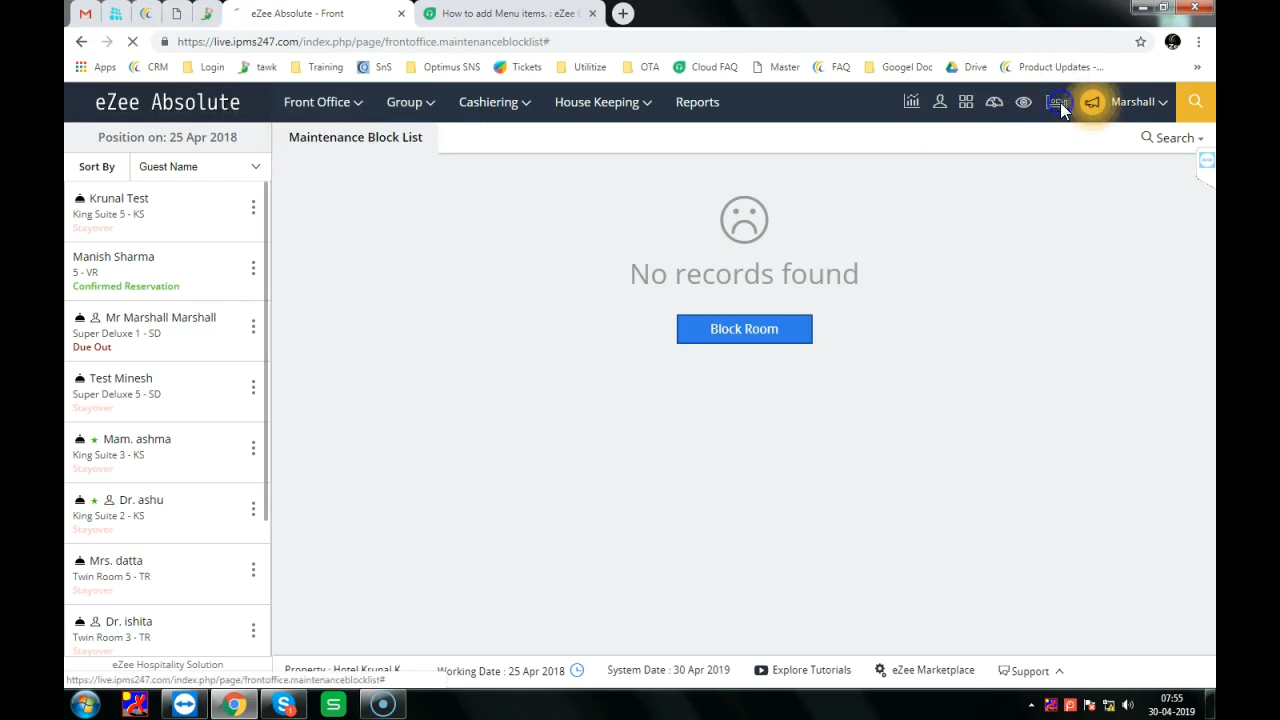 eZee Absolute - Front
How to add Menu items. : eZee
https://live.ipms247.com/index.php/page/frontoffice.maintenanceblocklist#
Apps CRM Login tawk Training SnS Optimus SNS Tickets Utilitize OTA Cloud FAQ Master FAQ Googel Doc Drive Product Updates -... »
eZee Absolute Front Office Group Cashiering House Keeping Reports Marshall
Position on: 25 Apr 2018
Maintenance Block List
Search
Sort By Guest Name
Krunal Test
King Suite 5 - KS
Stayover
Manish Sharma
5 - VR
Confirmed Reservation
Mr Marshall Marshall
Super Deluxe 1 - SD
Due Out
Test Minesh
Super Deluxe 5 - SD
Stayover
Mam. ashma
King Suite 3 - KS
Stayover
Dr. ashu
King Suite 2 - KS
Stayover
Mrs. datta
Twin Room 5 - TR
Stayover
Dr. ishita
Twin Room 3 - TR
No records found
Block Room
eZee Hospitality Solution
https://live.ipms247.com/index.php/page/frontoffice.maintenanceblocklist#
Property : Hotel Krunal K Working Date : 25 Apr 2018 System Date : 30 Apr 2019 Explore Tutorials eZee Marketplace Support
07:55
30-04-2019